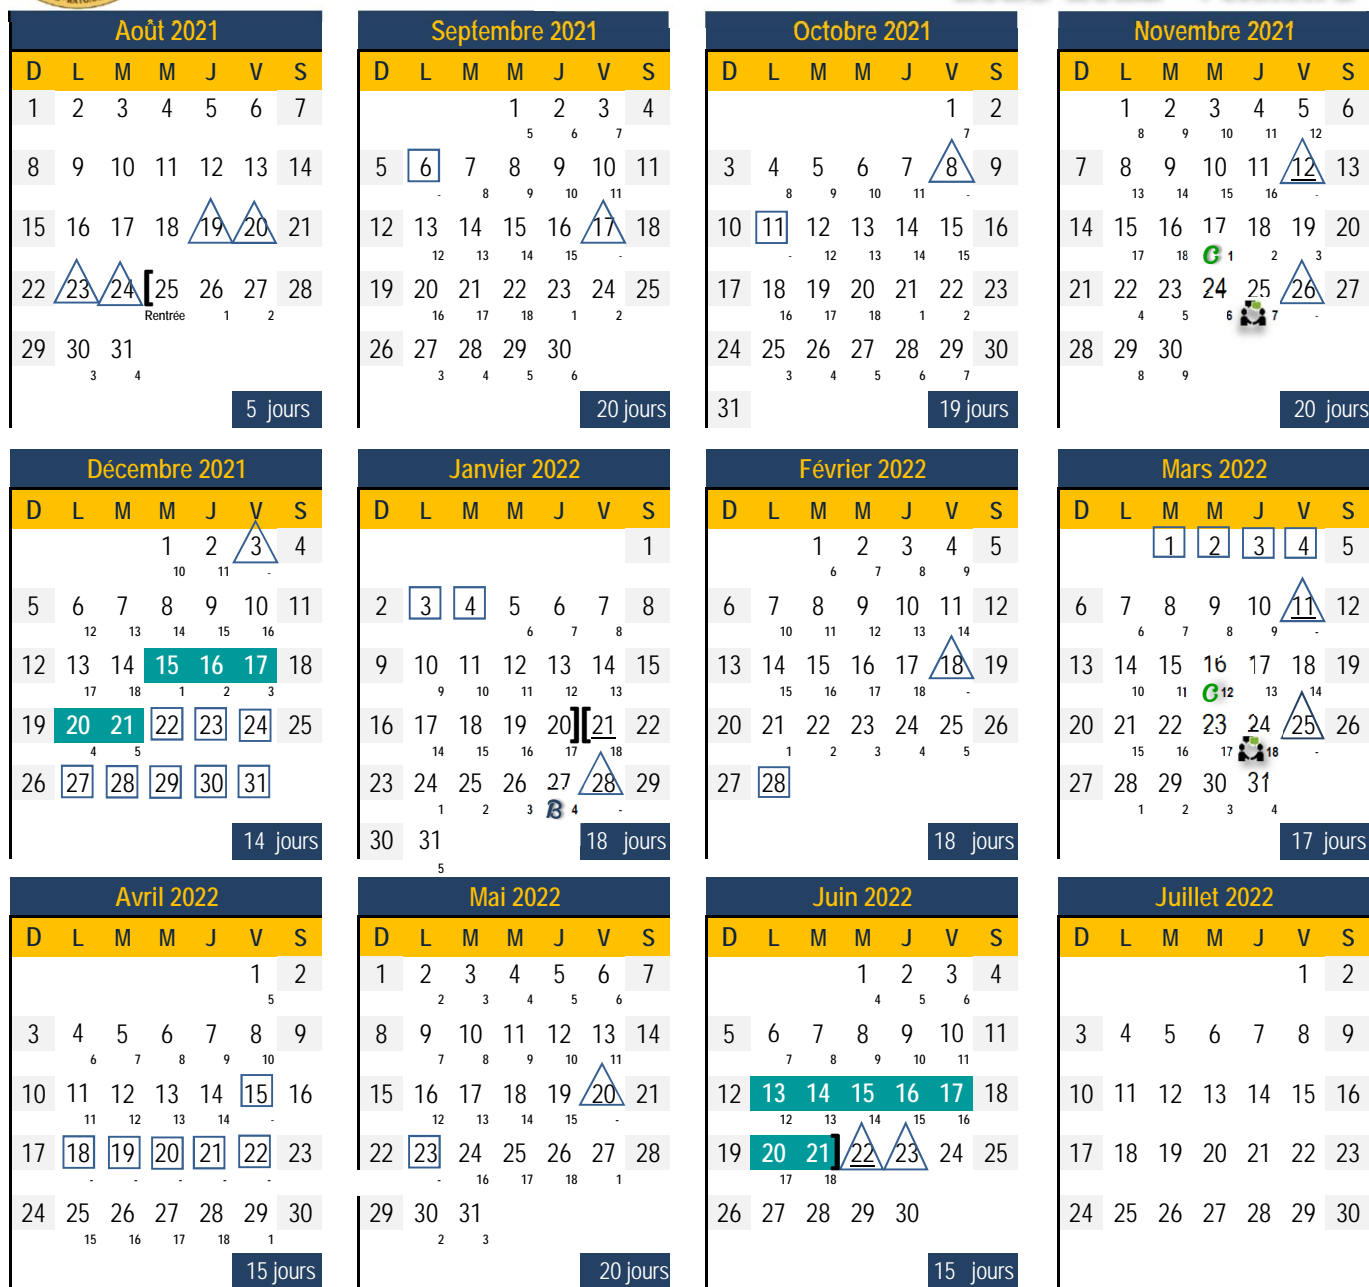 Août 2021
D L M M J V S
1 2 3 4 5 6 7
8 9 10 11 12 13 14
15 16 17 18 19 20 21
22 23 24 [25 26 27 28
Rentrée 1 2
29 30 31
3 4
5 jours
Septembre 2021
D L M M J V S
1 2 3 4
5 6 7
5 6 7 8 9 10 11
- 8 9 10 11
12 13 14 15 16 17 18
12 13 14 15 -
19 20 21 22 23 24 25
16 17 18 1 2
26 27 28 29 30
3 4 5 6
20 jours
Octobre 2021
D L M M J V S
1 2
7
3 4 5 6 7 8 9
8 9 10 11 -
10 11 12 13 14 15 16
- 12 13 14 15
17 18 19 20 21 22 23
16 17 18 1 2
24 25 26 27 28 29 30
3 4 5 6 7
31
19 jours
Novembre 2021
D L M M J V S
1 2 3 4 5 6
8 9 10 11 12
7 8 9 10 11 12 13
13 14 15 16 -
14 15 16 17 18 19 20
17 18 C 1 2 3
21 22 23 24 25 26 27
4 5 6 7 -
28 29 30
8 9
20 jours
Décembre 2021
D L M M J V S
1 2 3 4
10 11 -
5 6 7 8 9 10 11
12 13 14 15 16
12 13 14 15 16 17 18
17 18 1 2 3
19 20 21 22 23 24 25
4 5
26 27 28 29 30 31
14 jours
Janvier 2022
D L M M J V S
1
2 3 4 5 6 7 8
6 7 8
9 10 11 12 13 14 15
9 10 11 12 13
16 17 18 19 20][21 22
14 15 16 17 18
23 24 25 26 27 28 29
1 2 3 B 4 -
30 31
5
18 jours
Février 2022
D L M M J V S
1 2 3 4 5
6 7 8 9
6 7 8 9 10 11 12
10 11 12 13 14
13 14 15 16 17 18 19
15 16 17 18 -
20 21 22 23 24 25 26
1 2 3 4 5
27 28
18 jours
Mars 2022
D L M M J V S
1 2 3 4 5
6 7 8 9 10 11 12
6 7 8 9 -
13 14 15 16 17 18 19
10 11 C 12 13 14
20 21 22 23 24 25 26
15 16 17 18 -
27 28 29 30 31
1 2 3 4
17 jours
Avril 2022
D L M M J V S
1 2
5
3 4 5 6 7 8 9
6 7 8 9 10
10 11 12 13 14 15 16
11 12 13 14 -
17 18 19 20 21 22 23
- - - - -
24 25 26 27 28 29 30
15 16 17 18 1
15 jours
Mai 2022
D L M M J V S
1 2 3 4 5 6 7
2 3 4 5 6
8 9 10 11 12 13 14
7 8 9 10 11
15 16 17 18 19 20 21
12 13 14 15 -
22 23 24 25 26 27 28
- 16 17 18 1
29 30 31
2 3
20 jours
Juin 2022
D L M M J V S
1 2 3 4
4 5 6
5 6 7 8 9 10 11
7 8 9 10 11
12 13 14 15 16 17 18
12 13 14 15 16
19 20 21] 22 23 24 25
17 18
26 27 28 29 30
15 jours
Juillet 2022
D L M M J V S
1 2
3 4 5 6 7 8 9
10 11 12 13 14 15 16
17 18 19 20 21 22 23
24 25 26 27 28 29 30